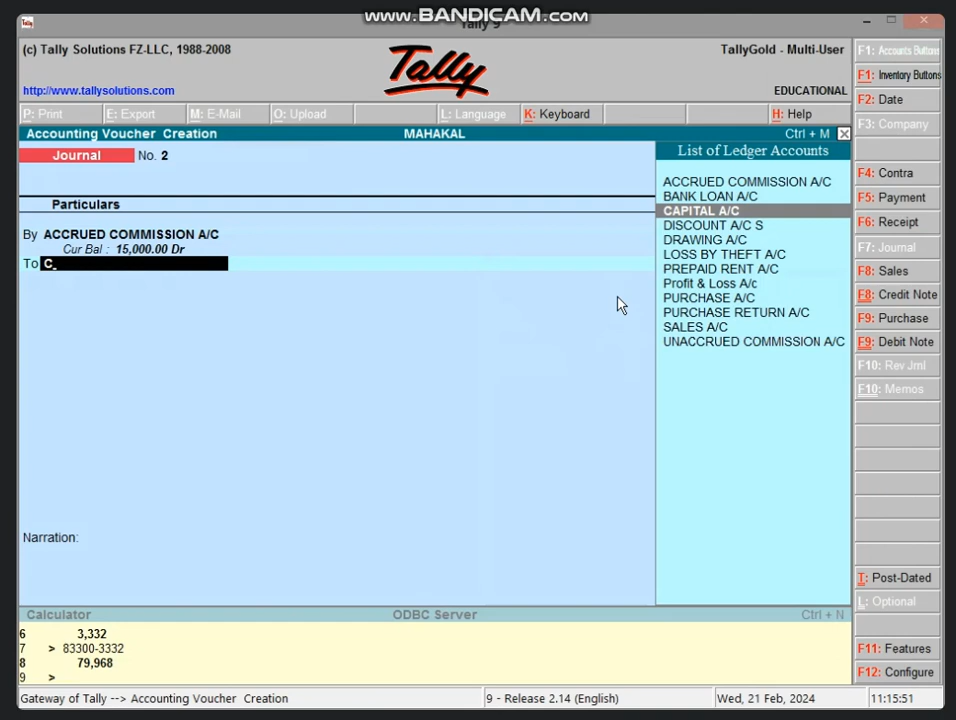 www.BANDICAM.com
Tally 9
(c) Tally Solutions FZ-LLC, 1988-2008
http://www.tallysolutions.com
Tally
TallyGold - Multi-User
EDUCATIONAL
P: Print
E: Export
M: E-Mail
O: Upload
L: Language
K: Keyboard
H: Help
Accounting Voucher Creation
MAHAKAL
Ctrl + M
Journal No. 2
Particulars
By ACCRUED COMMISSION A/C
Cur Bal : 15,000.00 Dr
To C
Narration:
List of Ledger Accounts
ACCRUED COMMISSION A/C
BANK LOAN A/C
CAPITAL A/C
DISCOUNT A/C S
DRAWING A/C
LOSS BY THEFT A/C
PREPAID RENT A/C
Profit & Loss A/c
PURCHASE A/C
PURCHASE RETURN A/C
SALES A/C
UNACCRUED COMMISSION A/C
F1: Accounts Buttons
F1: Inventory Buttons
F2: Date
F3: Company
F4: Contra
F5: Payment
F6: Receipt
F7: Journal
F8: Sales
F8: Credit Note
F9: Purchase
F9: Debit Note
F10: Rev Jrnl
F10: Memos
T: Post-Dated
L: Optional
F11: Features
F12: Configure
Calculator
ODBC Server
Ctrl + N
6 3,332
7 > 83300-3332
8 79,968
9 >
Gateway of Tally --> Accounting Voucher Creation
9 - Release 2.14 (English)
Wed, 21 Feb, 2024
11:15:51